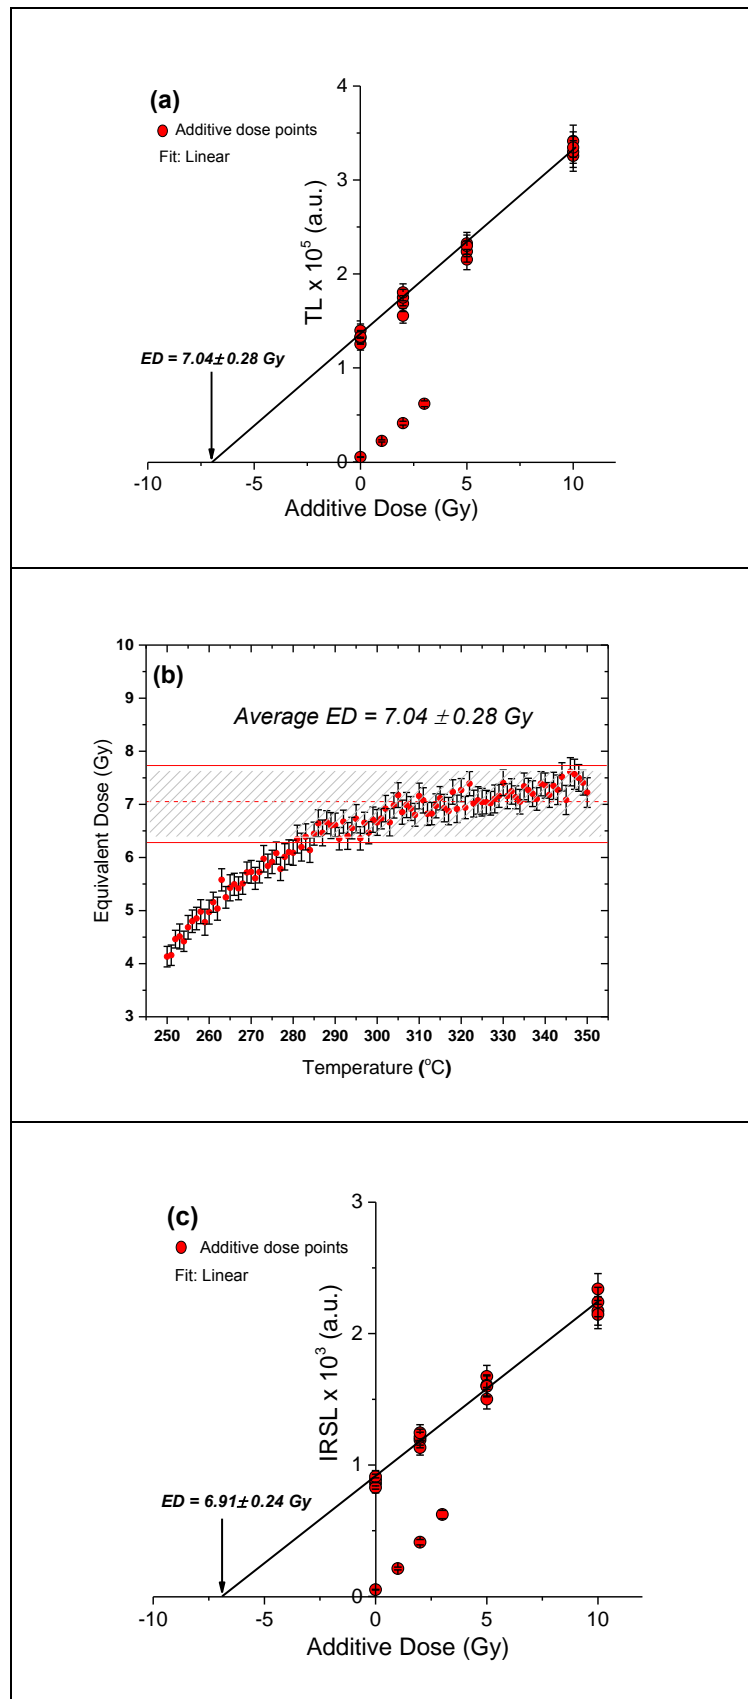 (a)
Additive dose points
Fit: Linear
TL x 10⁵ (a.u.)
4
3
2
1
0
ED = 7.04±0.28 Gy
-10 -5 0 5 10
Additive Dose (Gy)
(b)
Average ED = 7.04 ±0.28 Gy
Equivalent Dose (Gy)
10
9
8
7
6
5
4
3
250 260 270 280 290 300 310 320 330 340 350
Temperature (°C)
(c)
Additive dose points
Fit: Linear
IRSL x 10³ (a.u.)
3
2
1
0
ED = 6.91±0.24 Gy
-10 -5 0 5 10
Additive Dose (Gy)